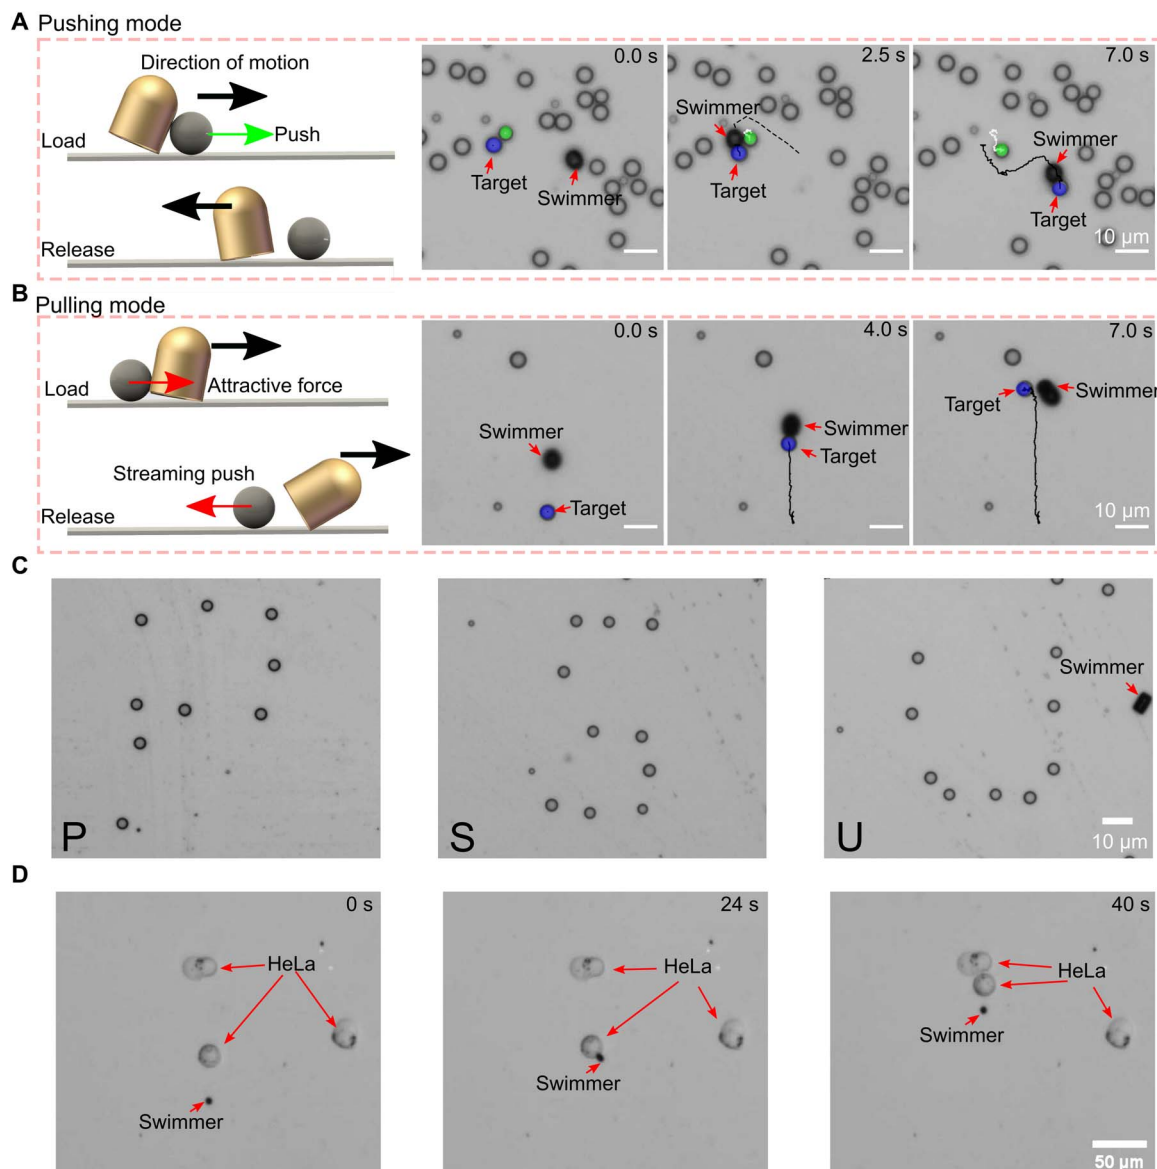 A Pushing mode
Direction of motion
Load
Push
Release
0.0 s
Target
Swimmer
2.5 s
Swimmer
Target
7.0 s
Swimmer
Target
10 µm
B Pulling mode
Load
Attractive force
Streaming push
Release
0.0 s
Swimmer
Target
4.0 s
Swimmer
Target
7.0 s
Target
Swimmer
10 µm
C
P
S
Swimmer
U
10 µm
D
0 s
HeLa
Swimmer
24 s
HeLa
Swimmer
40 s
HeLa
Swimmer
50 µm